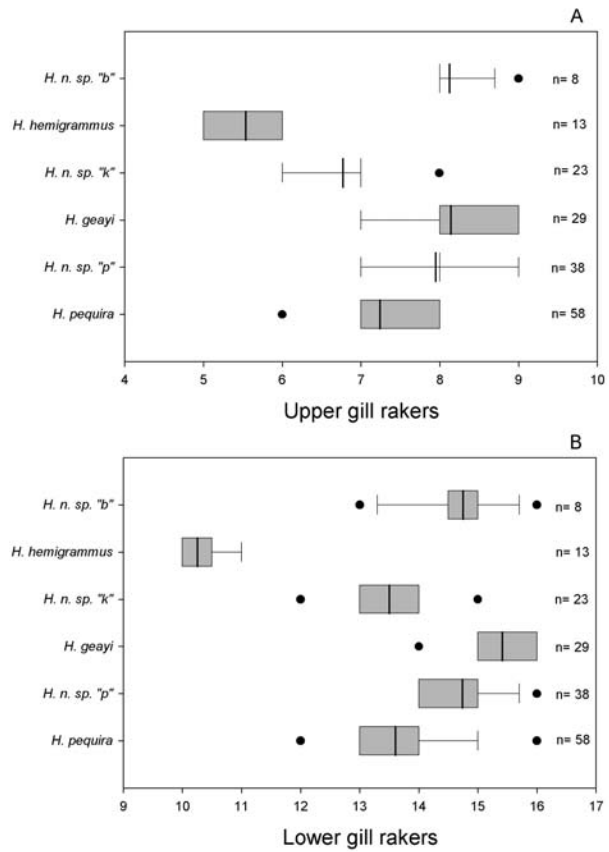 A
H. n. sp. "b" n= 8
H. hemigrammus n= 13
H. n. sp. "k" n= 23
H. geayi n= 29
H. n. sp. "p" n= 38
H. pequira n= 58
4 5 6 7 8 9 10
Upper gill rakers
B
H. n. sp. "b" n= 8
H. hemigrammus n= 13
H. n. sp. "k" n= 23
H. geayi n= 29
H. n. sp. "p" n= 38
H. pequira n= 58
9 10 11 12 13 14 15 16 17
Lower gill rakers